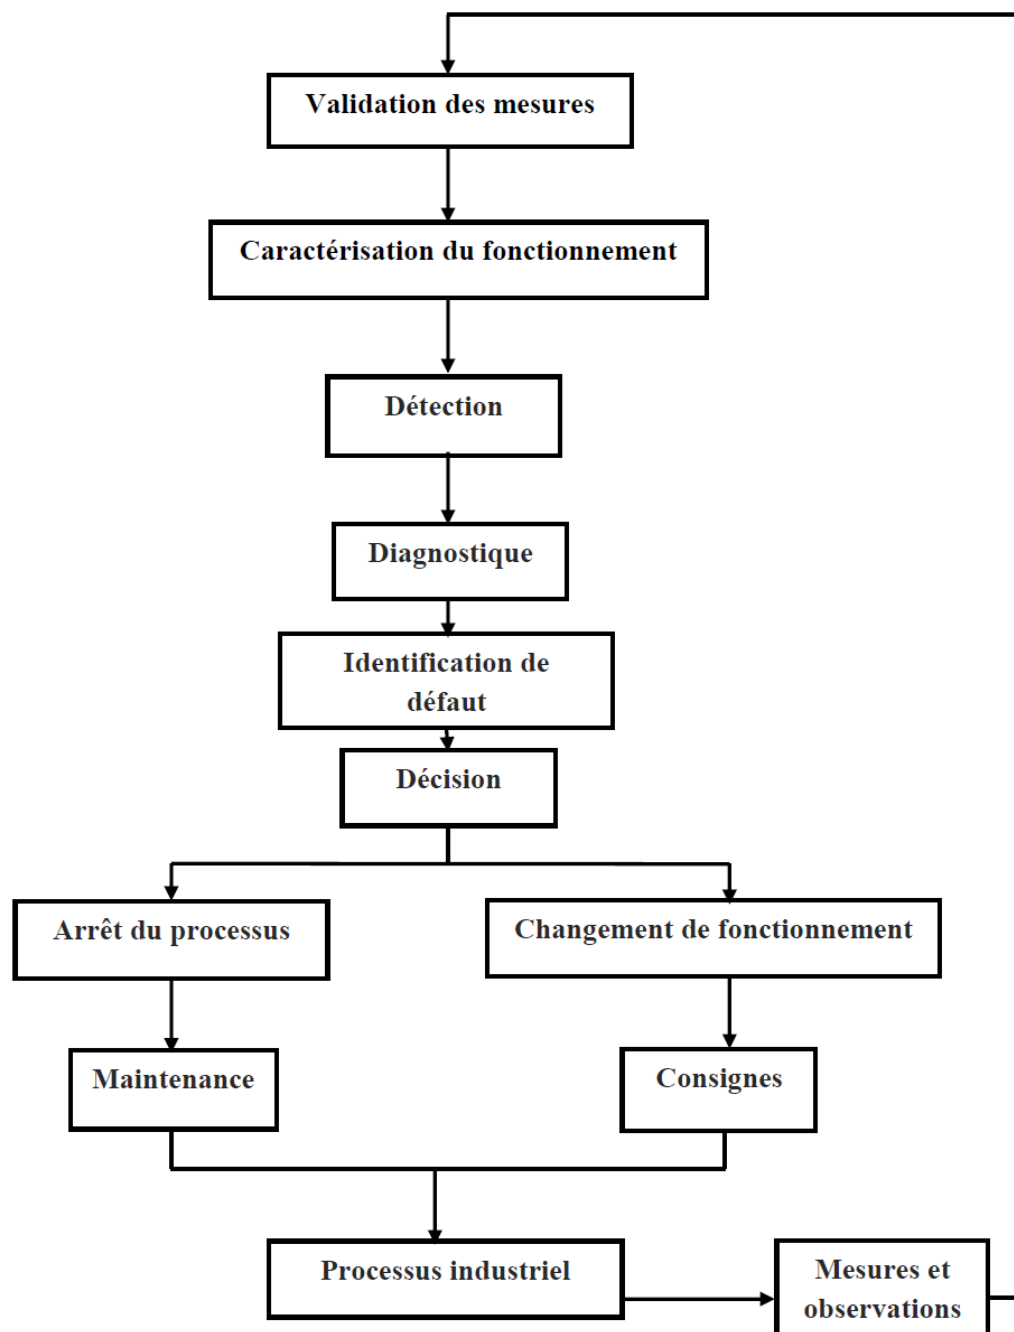 Validation des mesures
Caractérisation du fonctionnement
Détection
Diagnostique
Identification de
défaut
Décision
Arrêt du processus
Changement de fonctionnement
Maintenance
Consignes
Processus industriel
Mesures et
observations